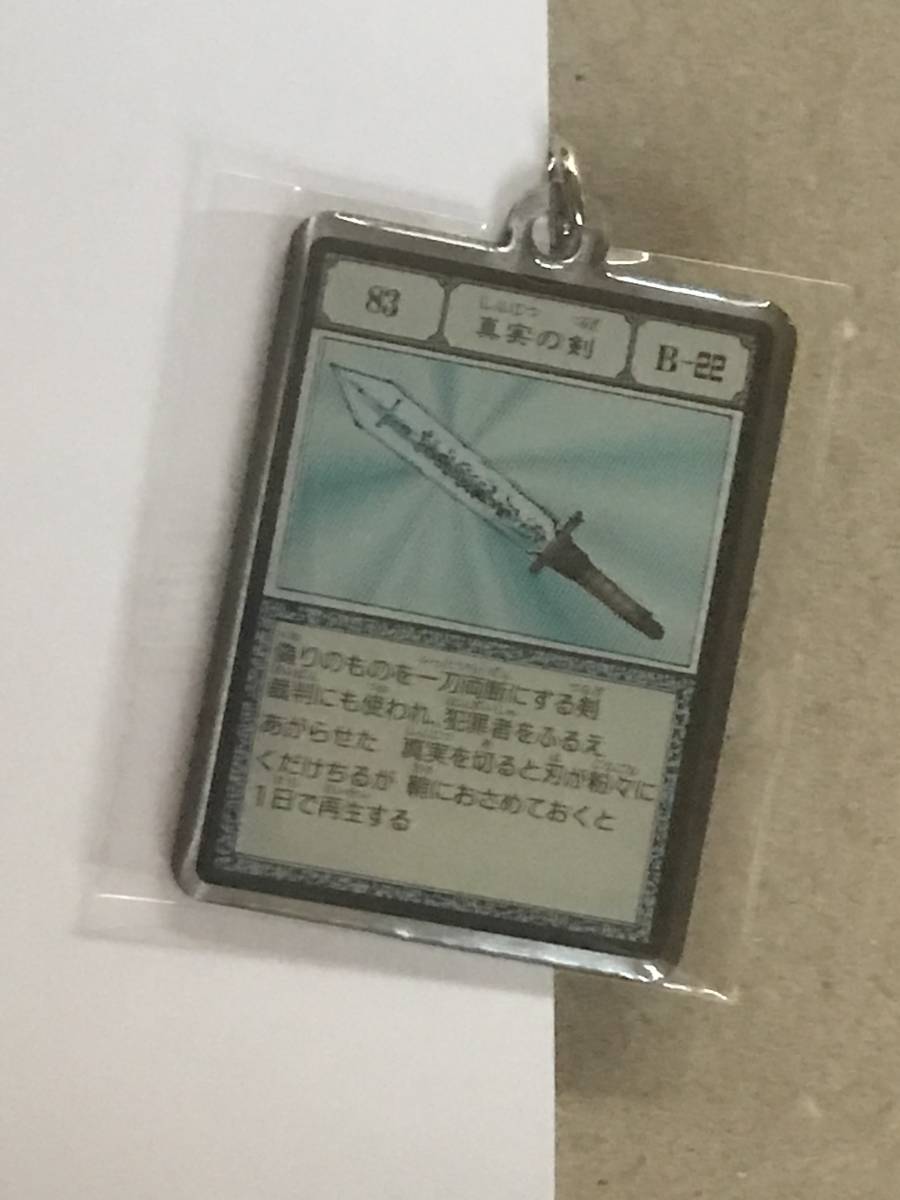 83
真実の剣
B-22
偽りのものを一刀両断にする剣
裁判にも使われ、犯罪者をふるえ
あがらせた 真実を切ると刃が粉々に
くだけちるが 鞘におさめておくと
1日で再生する